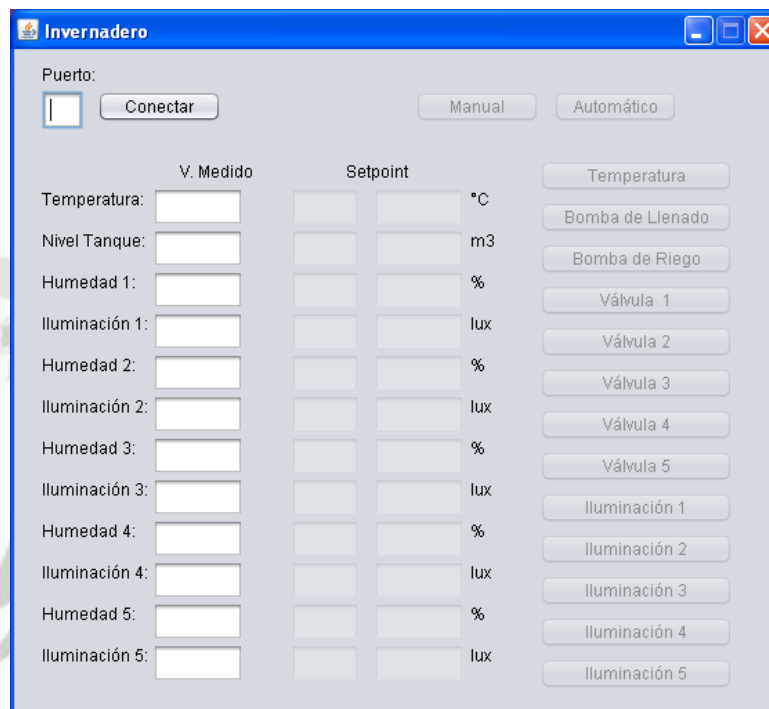 Invernadero
Puerto:
Conectar Manual Automático
V. Medido Setpoint Temperatura
Temperatura: °C
Bomba de Llenado
Nivel Tanque: m3
Bomba de Riego
Humedad 1: %
Válvula 1
Iluminación 1: lux
Válvula 2
Humedad 2: %
Válvula 3
Iluminación 2: lux
Válvula 4
Humedad 3: %
Válvula 5
Iluminación 3: lux
Iluminación 1
Humedad 4: %
Iluminación 2
Iluminación 4: lux
Iluminación 3
Humedad 5: %
Iluminación 4
Iluminación 5: lux
Iluminación 5